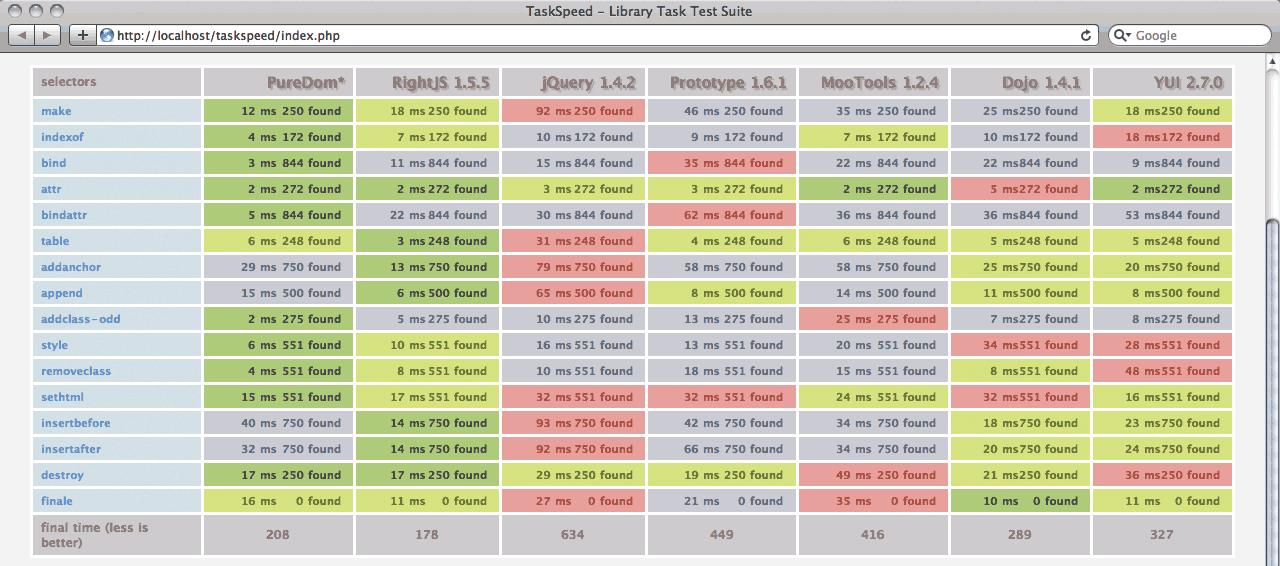 TaskSpeed – Library Task Test Suite
http://localhost/taskspeed/index.php Google
selectors PureDom* RightJS 1.5.5 jQuery 1.4.2 Prototype 1.6.1 MooTools 1.2.4 Dojo 1.4.1 YUI 2.7.0
make 12 ms 250 found 18 ms 250 found 92 ms 250 found 46 ms 250 found 35 ms 250 found 25 ms250 found 18 ms250 found
indexof 4 ms 172 found 7 ms 172 found 10 ms 172 found 9 ms 172 found 7 ms 172 found 10 ms172 found 18 ms172 found
bind 3 ms 844 found 11 ms 844 found 15 ms 844 found 35 ms 844 found 22 ms 844 found 22 ms844 found 9 ms844 found
attr 2 ms 272 found 2 ms 272 found 3 ms 272 found 3 ms 272 found 2 ms 272 found 5 ms272 found 2 ms272 found
bindattr 5 ms 844 found 22 ms 844 found 30 ms 844 found 62 ms 844 found 36 ms 844 found 36 ms844 found 53 ms844 found
table 6 ms 248 found 3 ms 248 found 31 ms 248 found 4 ms 248 found 6 ms 248 found 5 ms248 found 5 ms248 found
addanchor 29 ms 750 found 13 ms 750 found 79 ms 750 found 58 ms 750 found 58 ms 750 found 25 ms750 found 20 ms750 found
append 15 ms 500 found 6 ms 500 found 65 ms 500 found 8 ms 500 found 14 ms 500 found 11 ms500 found 8 ms500 found
addclass-odd 2 ms 275 found 5 ms 275 found 10 ms 275 found 13 ms 275 found 25 ms 275 found 7 ms275 found 8 ms275 found
style 6 ms 551 found 10 ms 551 found 16 ms 551 found 13 ms 551 found 20 ms 551 found 34 ms551 found 28 ms551 found
removeclass 4 ms 551 found 8 ms 551 found 10 ms 551 found 18 ms 551 found 15 ms 551 found 8 ms551 found 48 ms551 found
sethtml 15 ms 551 found 17 ms 551 found 32 ms 551 found 32 ms 551 found 24 ms 551 found 32 ms551 found 16 ms551 found
insertbefore 40 ms 750 found 14 ms 750 found 93 ms 750 found 42 ms 750 found 34 ms 750 found 18 ms750 found 23 ms750 found
insertafter 32 ms 750 found 14 ms 750 found 92 ms 750 found 66 ms 750 found 34 ms 750 found 20 ms750 found 24 ms750 found
destroy 17 ms 250 found 17 ms 250 found 29 ms 250 found 19 ms 250 found 49 ms 250 found 21 ms250 found 36 ms250 found
finale 16 ms 0 found 11 ms 0 found 27 ms 0 found 21 ms 0 found 35 ms 0 found 10 ms 0 found 11 ms 0 found
final time (less is
better) 208 178 634 449 416 289 327